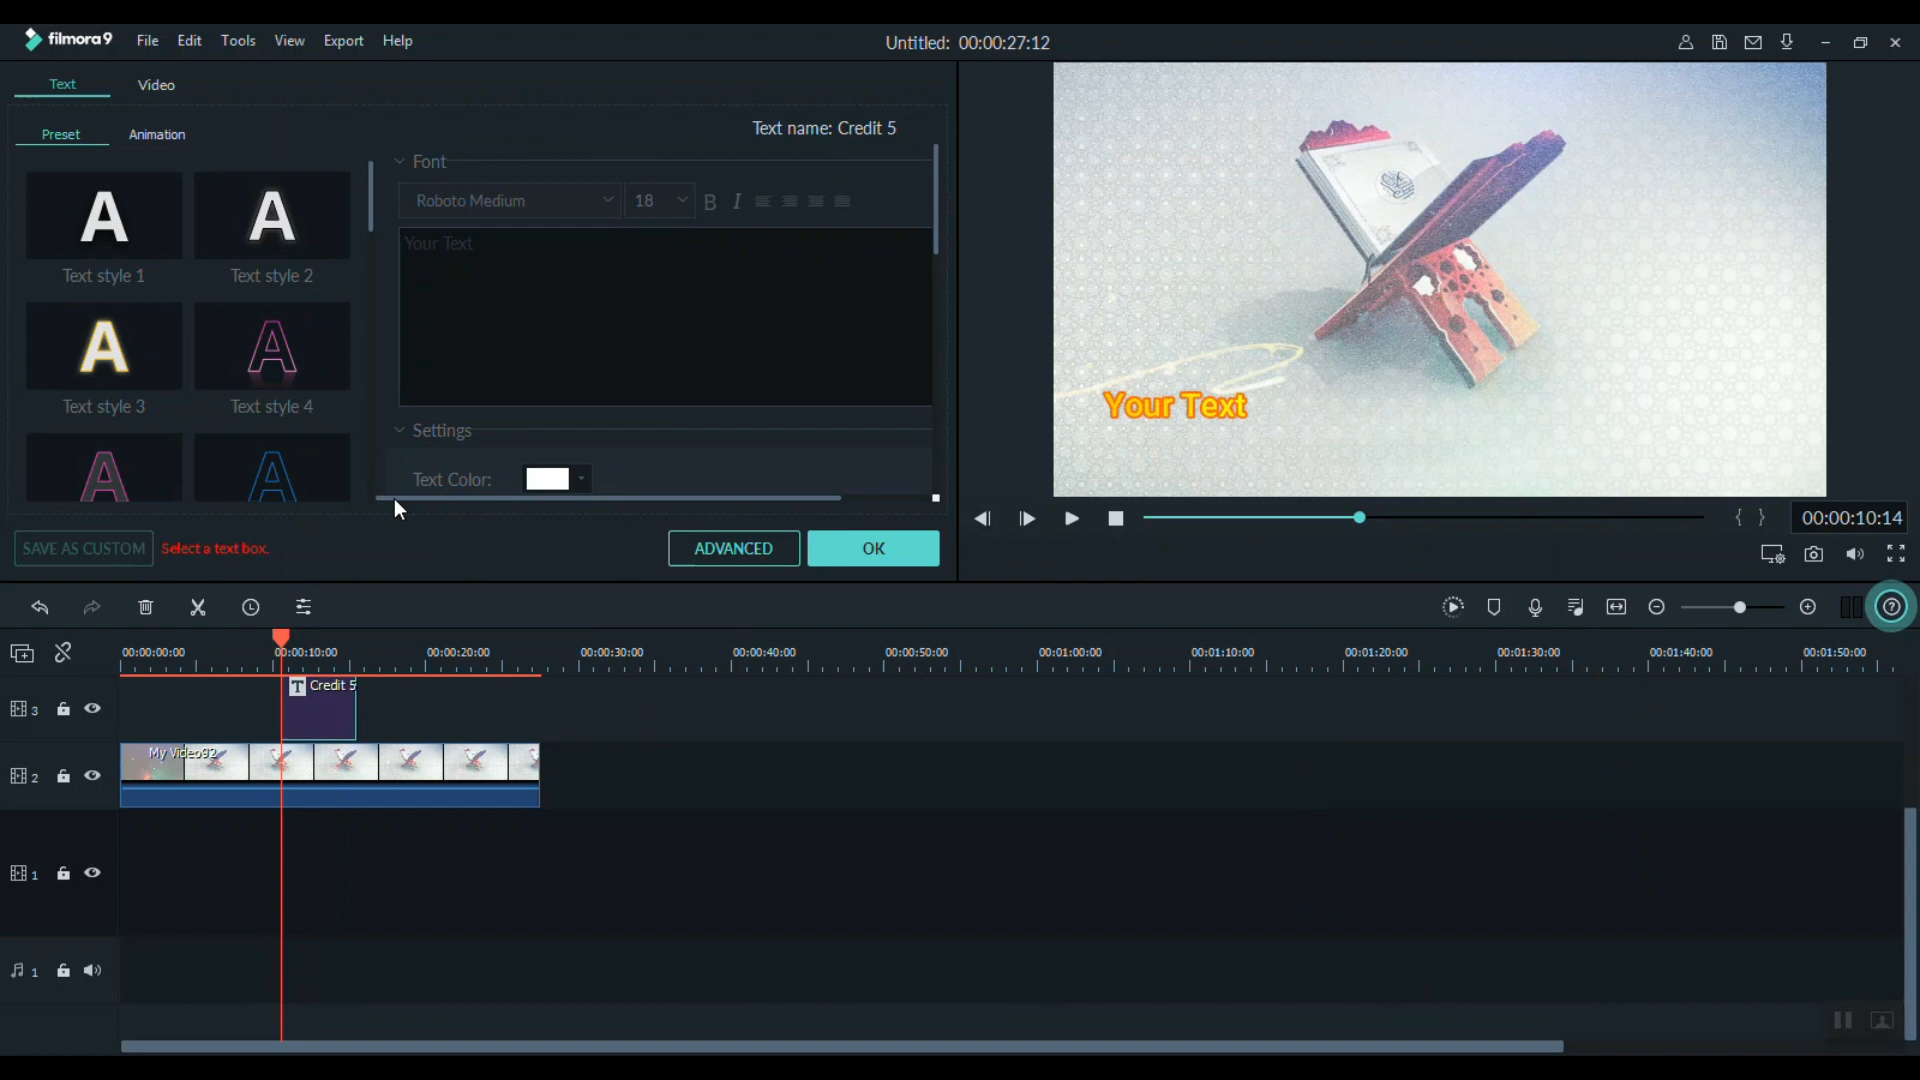 filmora9 File Edit Tools View Export Help Untitled: 00:00:27:12
Text Video
Preset Animation
Text name: Credit 5
Font
Roboto Medium 18 B I
Your Text
A A
Text style 1 Text style 2
A A
Text style 3 Text style 4
A A
Settings
Text Color:
SAVE AS CUSTOM Select a text box. ADVANCED OK
Your Text
{ } 00:00:10:14
00:00:00:00 00:00:10:00 00:00:20:00 00:00:30:00 00:00:40:00 00:00:50:00 00:01:00:00 00:01:10:00 00:01:20:00 00:01:30:00 00:01:40:00 00:01:50:00
3 T Credit 5
2 My Video92
1
1